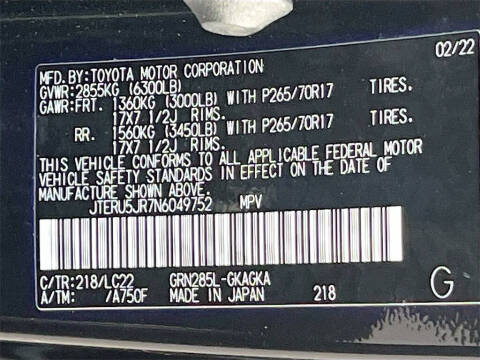 02/22
MFD.BY:TOYOTA MOTOR CORPORATION
GVWR:2855KG (6300LB)
GAWR:FRT. 1360KG (3000LB) WITH P265/70R17 TIRES.
17X7 1/2J RIMS.
RR. 1560KG (3450LB) WITH P265/70R17 TIRES.
17X7 1/2J RIMS.
THIS VEHICLE CONFORMS TO ALL APPLICABLE FEDERAL MOTOR
VEHICLE SAFETY STANDARDS IN EFFECT ON THE DATE OF
MANUFACTURE SHOWN ABOVE.
JTERU5JR7N6049752 MPV
C/TR:218/LC22 GRN285L-GKAGKA
A/TM: /A750F MADE IN JAPAN 218 G